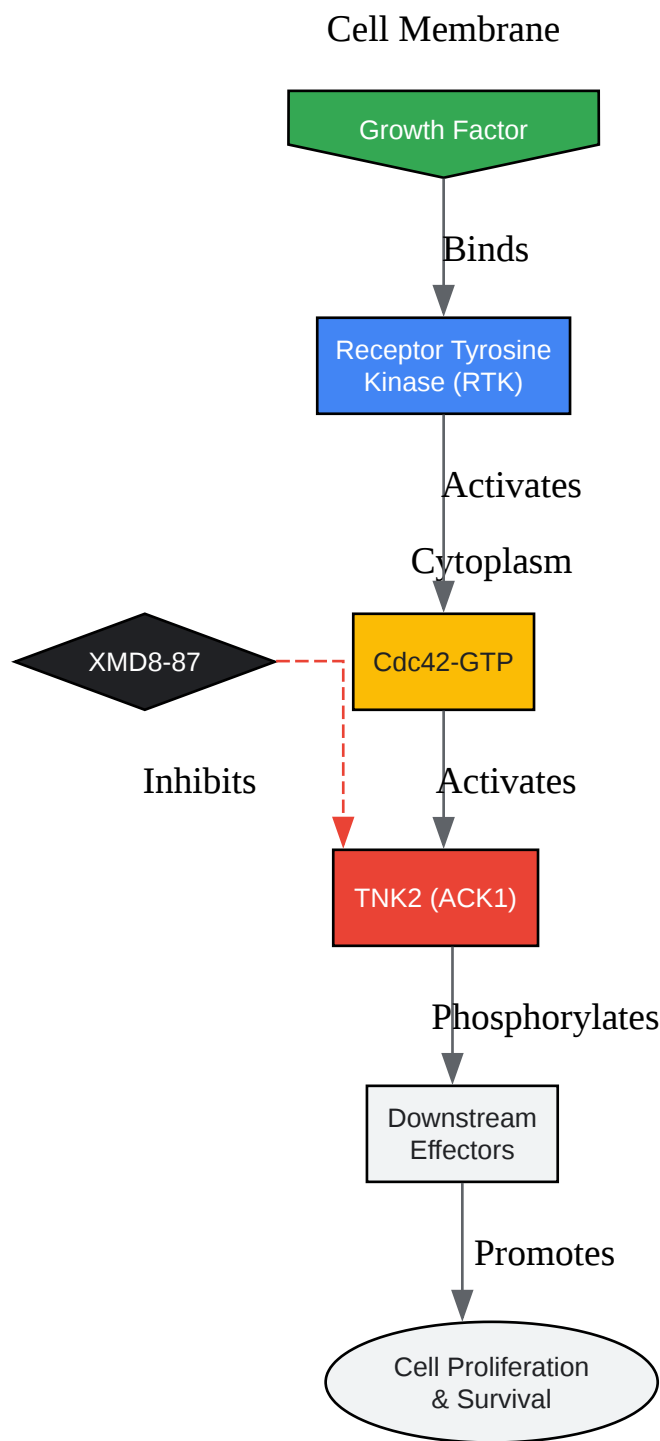 Cell Membrane
Growth Factor
Binds
Receptor Tyrosine
Kinase (RTK)
Activates
Cytoplasm
XMD8-87
Cdc42-GTP
Inhibits
Activates
TNK2 (ACK1)
Phosphorylates
Downstream
Effectors
Promotes
Cell Proliferation
& Survival